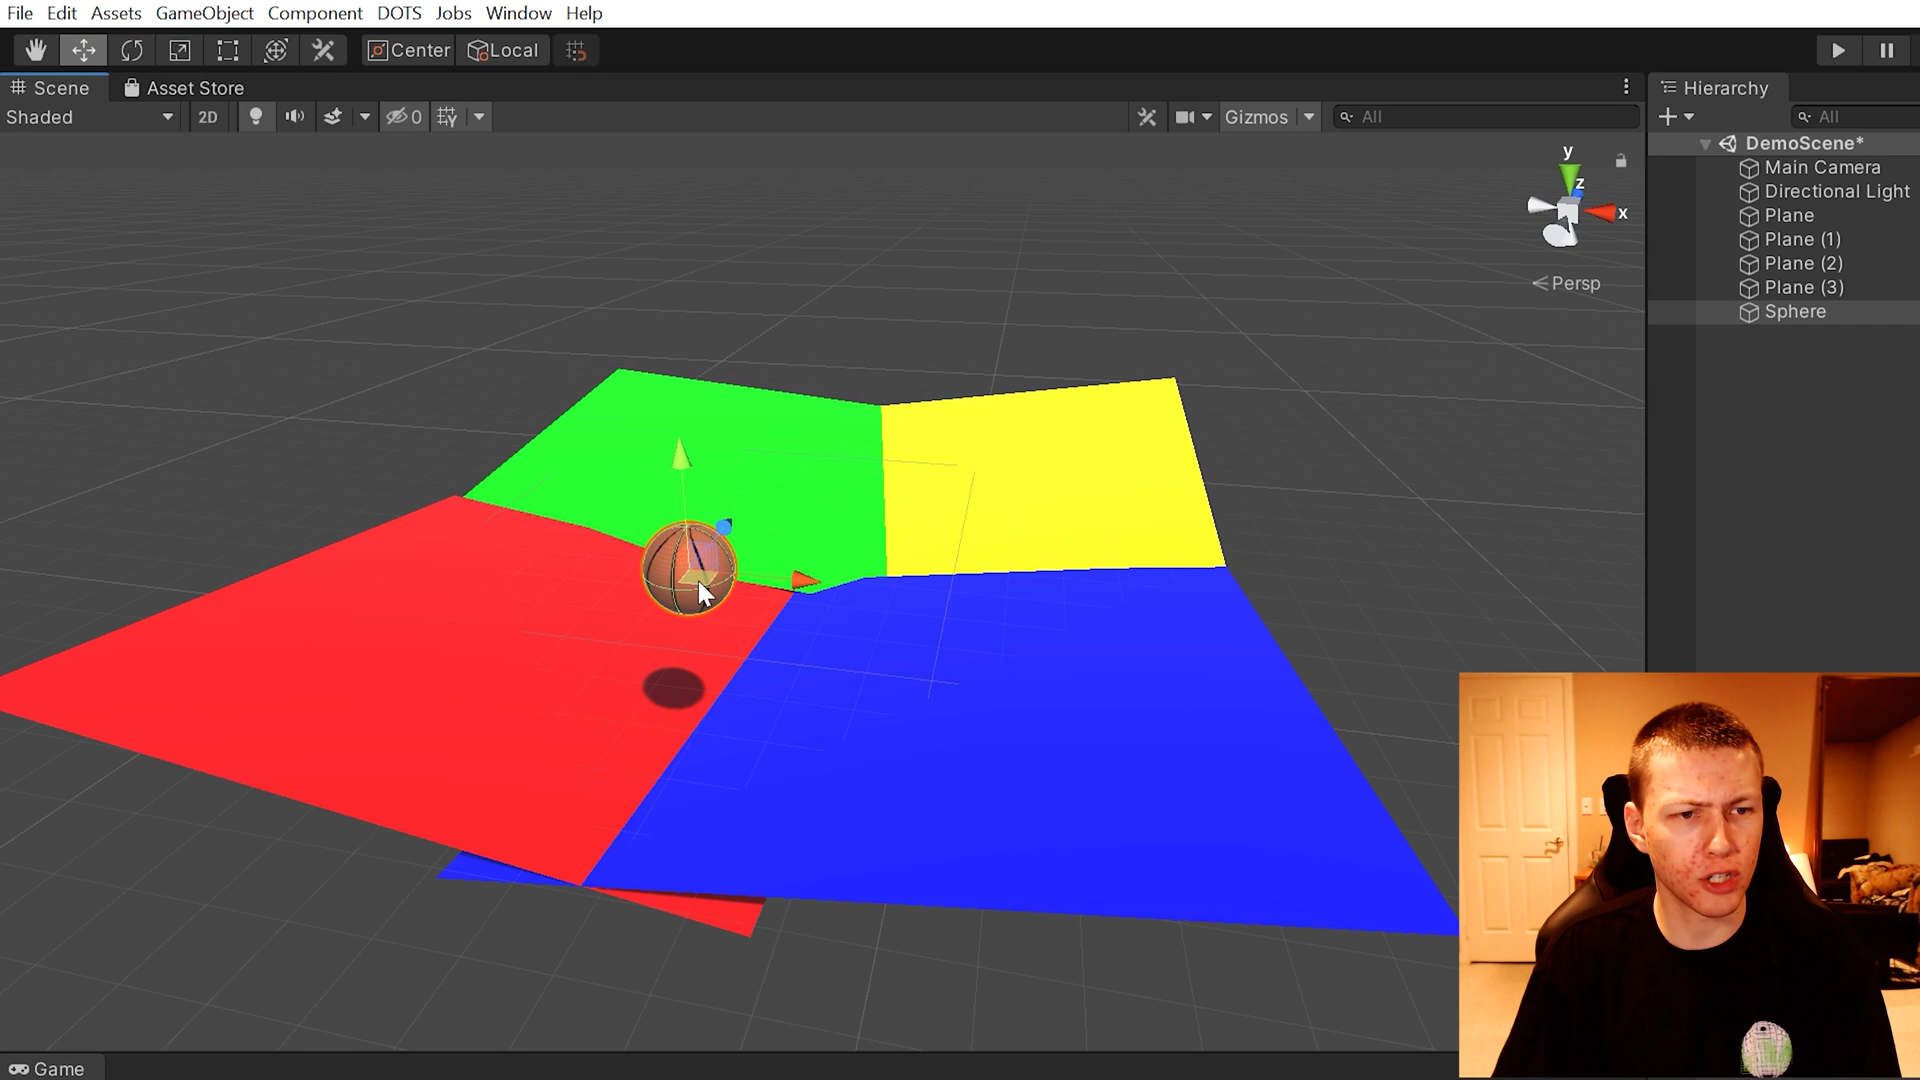 File Edit Assets GameObject Component DOTS Jobs Window Help
Center Local
Scene Asset Store
Hierarchy
Shaded 2D 0 Gizmos All
All
DemoScene*
Main Camera
Directional Light
Plane
Plane (1)
Plane (2)
Plane (3)
Sphere
y
z
x
Persp
Game